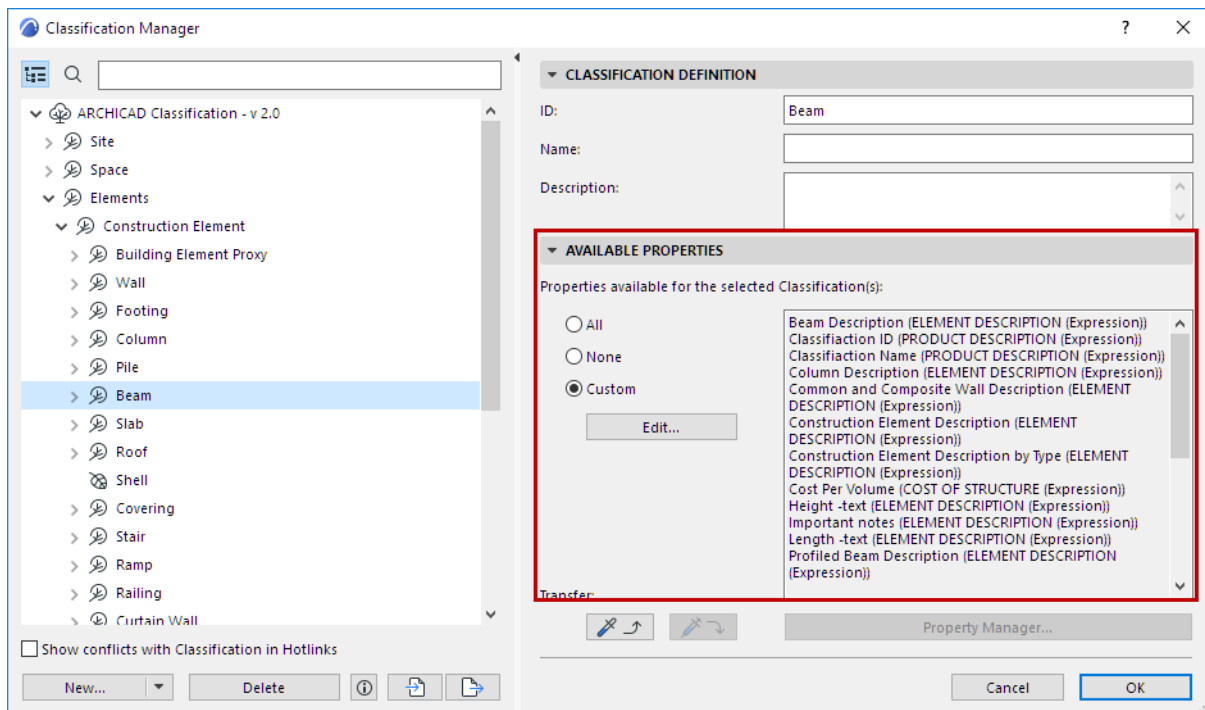 Classification Manager
?
ARCHICAD Classification - v 2.0
Site
Space
Elements
Construction Element
Building Element Proxy
Wall
Footing
Column
Pile
Beam
Slab
Roof
Shell
Covering
Stair
Ramp
Railing
Curtain Wall
Show conflicts with Classification in Hotlinks
New...
Delete
CLASSIFICATION DEFINITION
ID:
Beam
Name:
Description:
AVAILABLE PROPERTIES
Properties available for the selected Classification(s):
All
None
Custom
Edit...
Beam Description (ELEMENT DESCRIPTION (Expression))
Classifiaction ID (PRODUCT DESCRIPTION (Expression))
Classifiaction Name (PRODUCT DESCRIPTION (Expression))
Column Description (ELEMENT DESCRIPTION (Expression))
Common and Composite Wall Description (ELEMENT
DESCRIPTION (Expression))
Construction Element Description (ELEMENT
DESCRIPTION (Expression))
Construction Element Description by Type (ELEMENT
DESCRIPTION (Expression))
Cost Per Volume (COST OF STRUCTURE (Expression))
Height -text (ELEMENT DESCRIPTION (Expression))
Important notes (ELEMENT DESCRIPTION (Expression))
Length -text (ELEMENT DESCRIPTION (Expression))
Profiled Beam Description (ELEMENT DESCRIPTION
(Expression))
Transfer:
Property Manager...
Cancel
OK